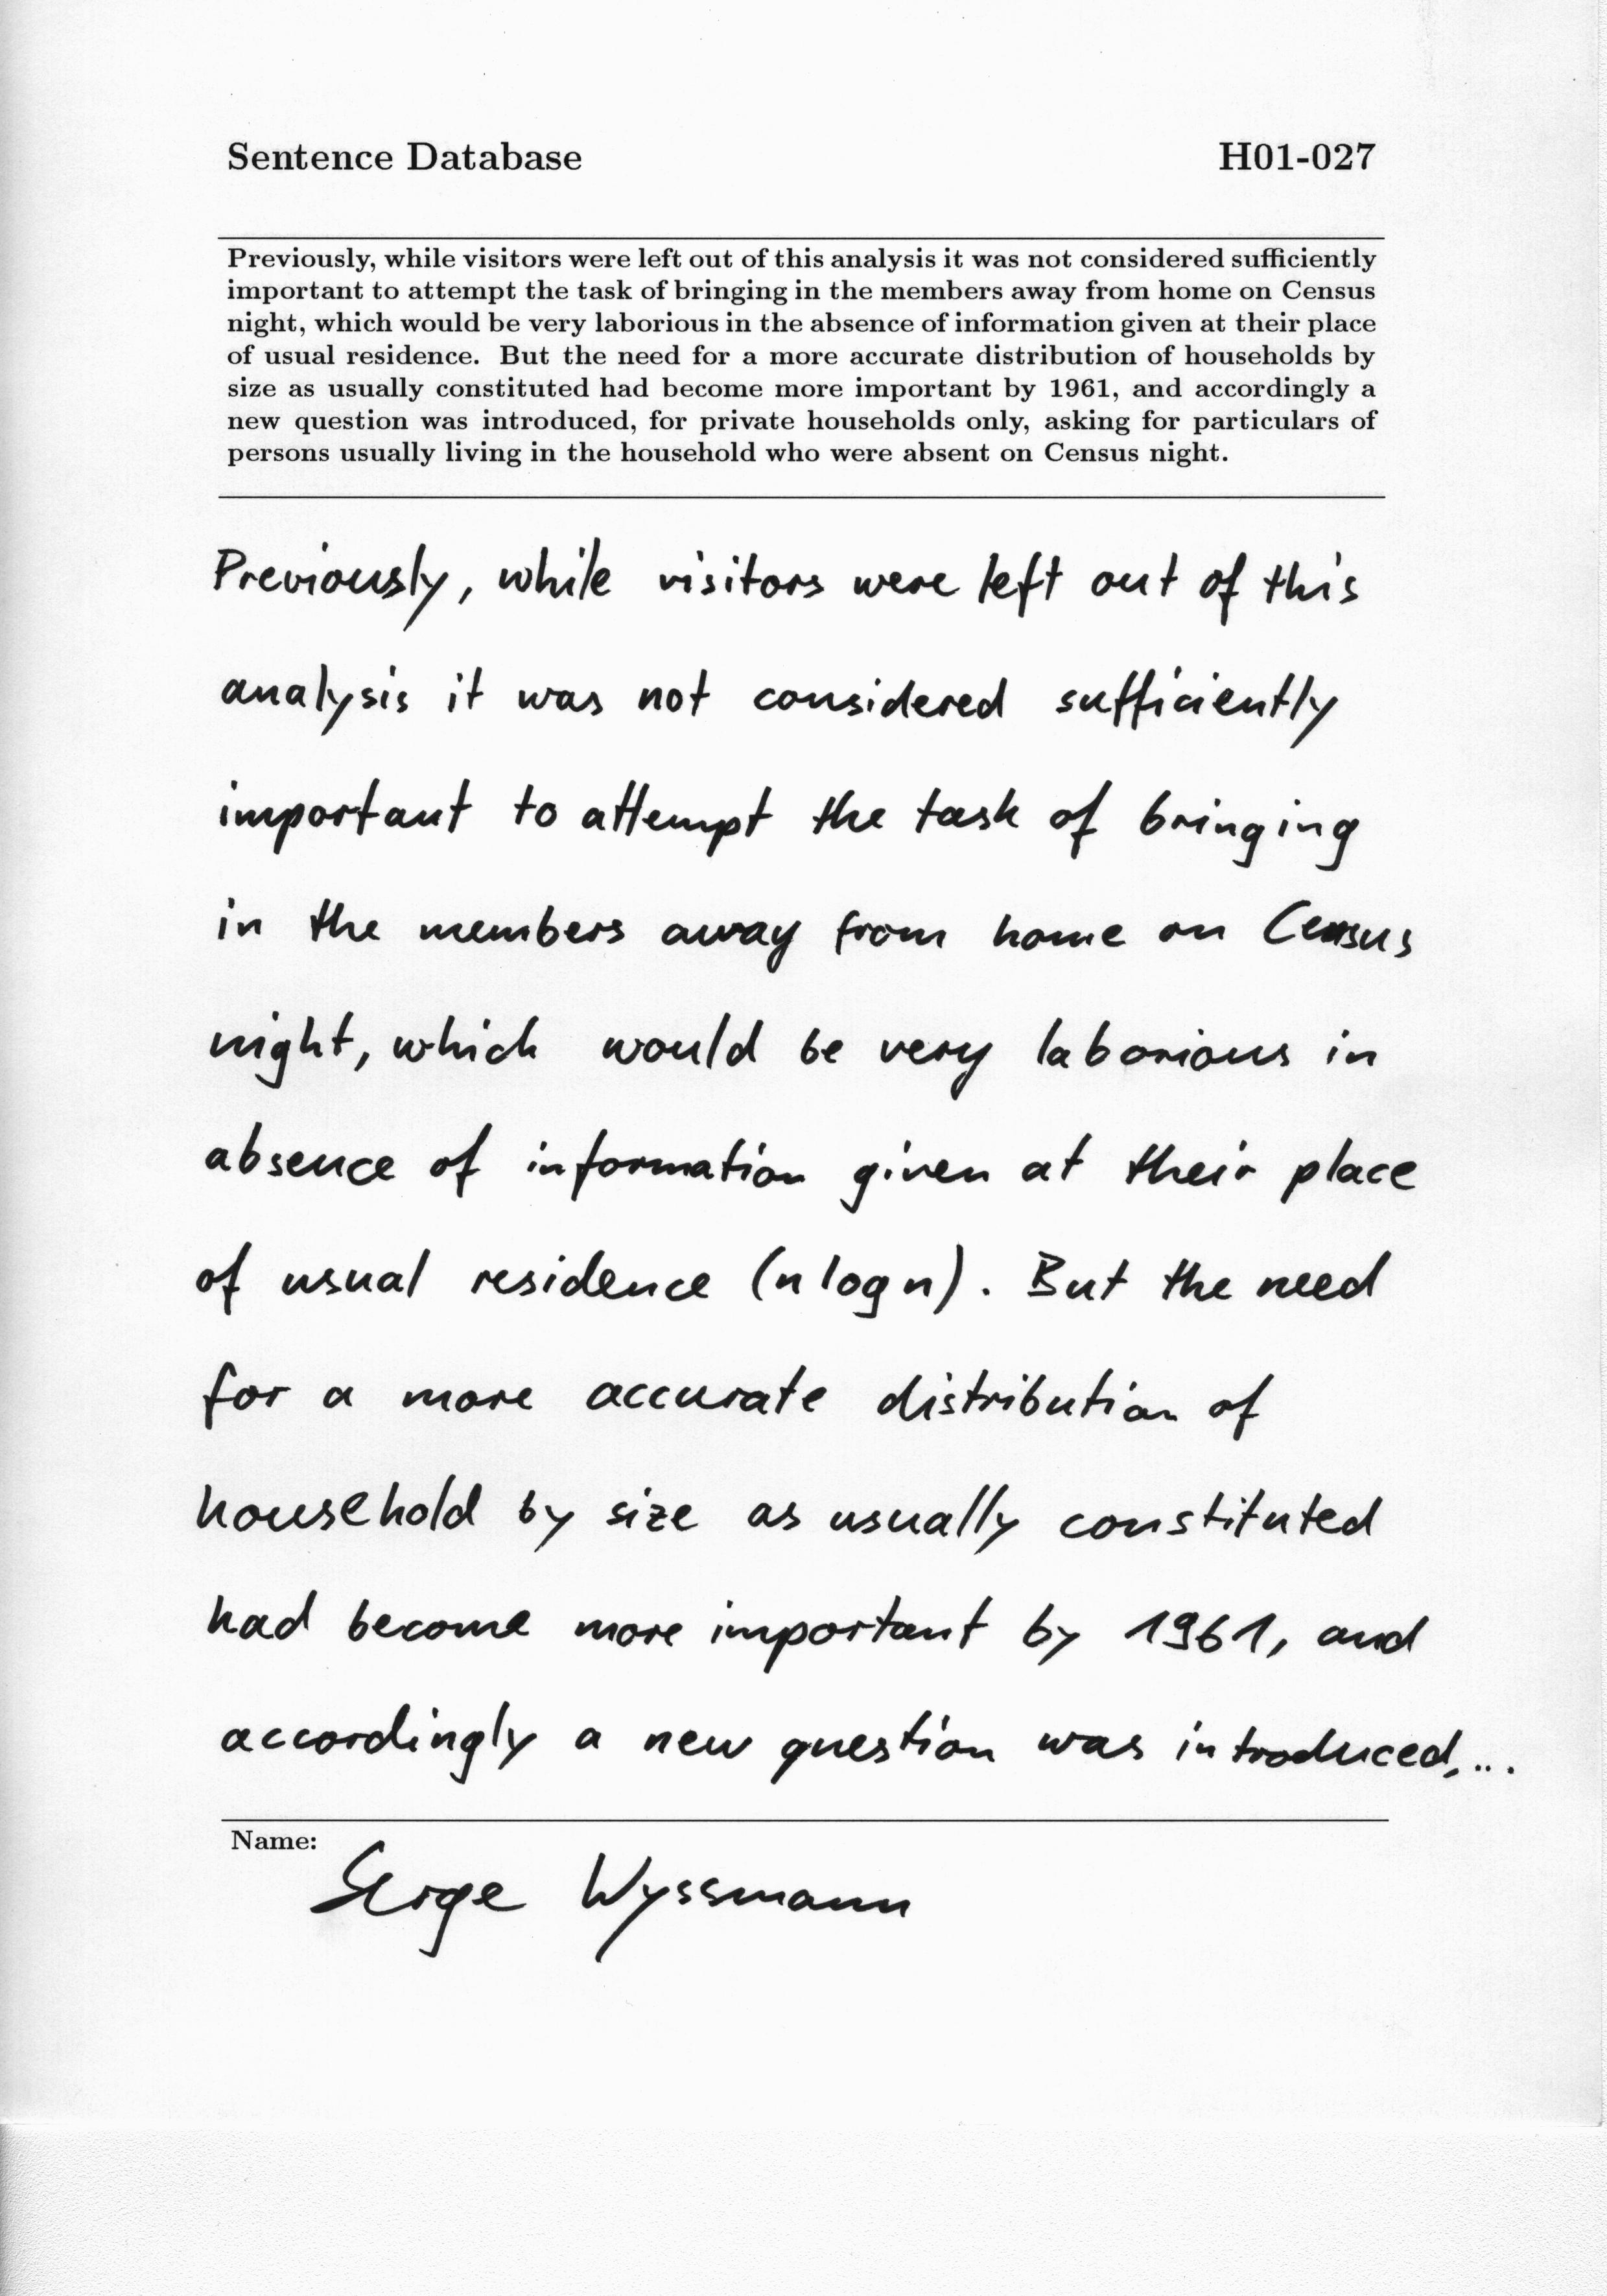 Sentence Database H01-027
Previously, while visitors were left out of this analysis it was not considered sufficiently
important to attempt the task of bringing in the members away from home on Census
night, which would be very laborious in the absence of information given at their place
of usual residence. But the need for a more accurate distribution of households by
size as usually constituted had become more important by 1961, and accordingly a
new question was introduced, for private households only, asking for particulars of
persons usually living in the household who were absent on Census night.
Previously, while visitors were left out of this
analysis it was not considered sufficiently
important to attempt the task of bringing
in the members away from home on Census
night, which would be very laborious in
absence of information given at their place
of usual residence (n log n). But the need
for a more accurate distribution of
household by size as usually constituted
had become more important by 1961, and
accordingly a new question was introduced,...
Name:
Serge Wyssmann